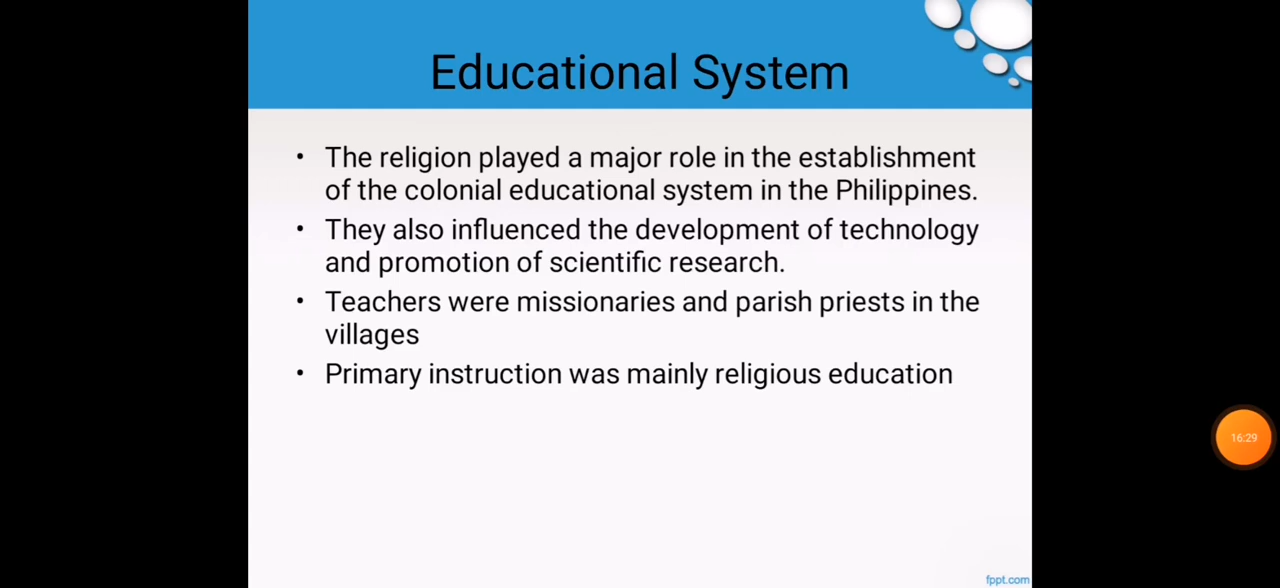 Educational System
• The religion played a major role in the establishment
of the colonial educational system in the Philippines.
• They also influenced the development of technology
and promotion of scientific research.
• Teachers were missionaries and parish priests in the
villages
• Primary instruction was mainly religious education
16:29
fppt.com